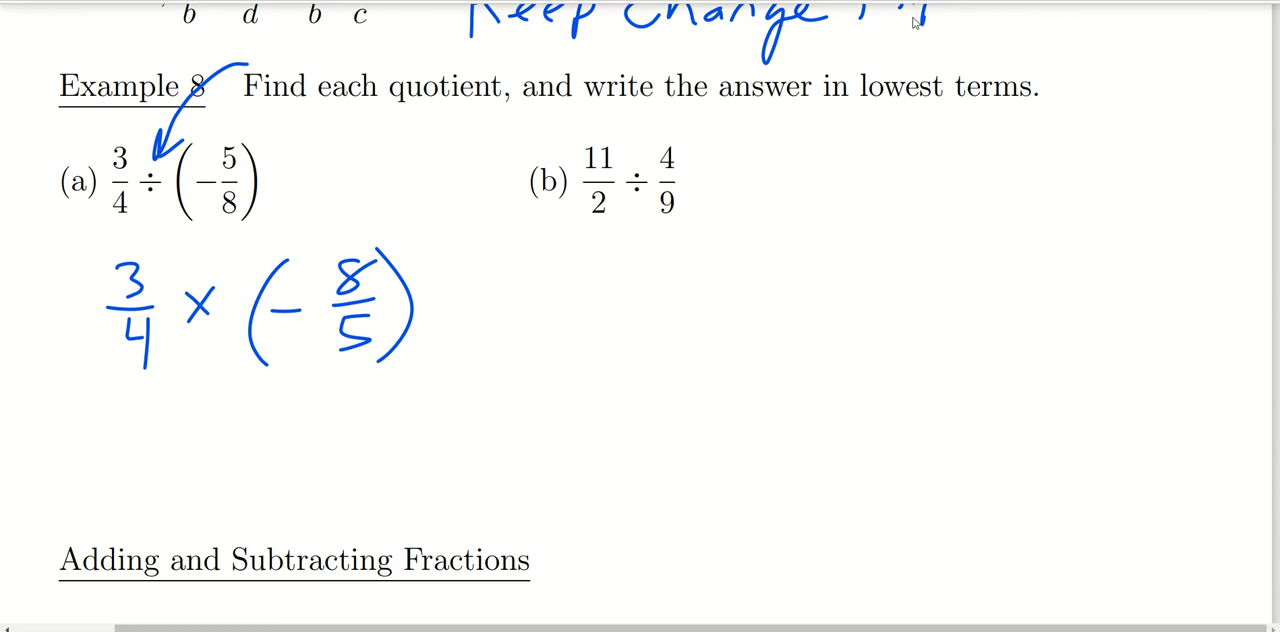 b d b c Keep Change
Example 8 Find each quotient, and write the answer in lowest terms.
(a) 3/4 ÷ (−5/8) (b) 11/2 ÷ 4/9
3/4 × (− 8/5)
Adding and Subtracting Fractions